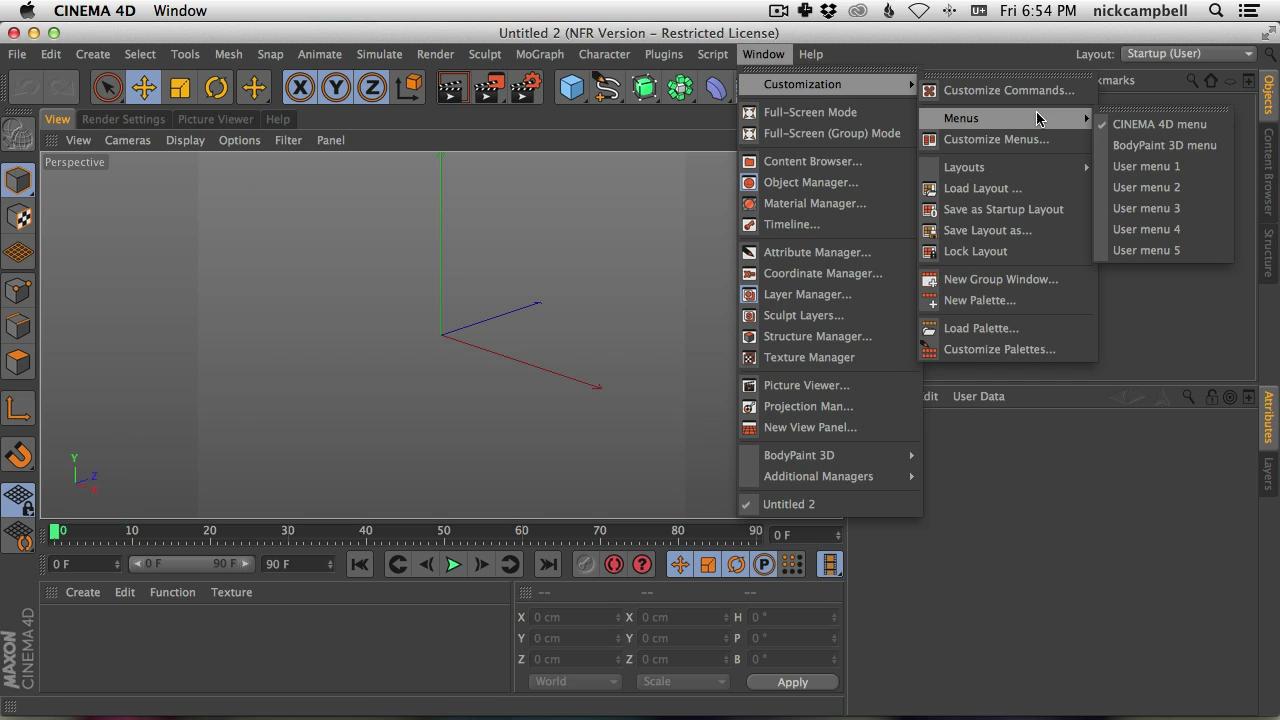 CINEMA 4D Window Fri 6:54 PM nickcampbell
Untitled 2 (NFR Version - Restricted License)
File Edit Create Select Tools Mesh Snap Animate Simulate Render Sculpt MoGraph Character Plugins Script Window Help Layout: Startup (User)
X Y Z
View Render Settings Picture Viewer Help
View Cameras Display Options Filter Panel
Perspective
Y
Z
X
Customization
Full-Screen Mode
Full-Screen (Group) Mode
Content Browser...
Object Manager...
Material Manager...
Timeline...
Attribute Manager...
Coordinate Manager...
Layer Manager...
Sculpt Layers...
Structure Manager...
Texture Manager
Picture Viewer...
Projection Man...
New View Panel...
BodyPaint 3D
Additional Managers
Untitled 2
Customize Commands...
Menus
Customize Menus...
Layouts
Load Layout ...
Save as Startup Layout
Save Layout as...
Lock Layout
New Group Window...
New Palette...
Load Palette...
Customize Palettes...
CINEMA 4D menu
BodyPaint 3D menu
User menu 1
User menu 2
User menu 3
User menu 4
User menu 5
kmarks
Objects
Content Browser
Structure
dit User Data
Attributes
Layers
0 10 20 30 40 50 60 70 80 90 0 F
0 F 0 F 90 F 90 F P
Create Edit Function Texture
-- -- --
X 0 cm X 0 cm H 0 °
Y 0 cm Y 0 cm P 0 °
Z 0 cm Z 0 cm B 0 °
World Scale Apply
MAXON
CINEMA 4D